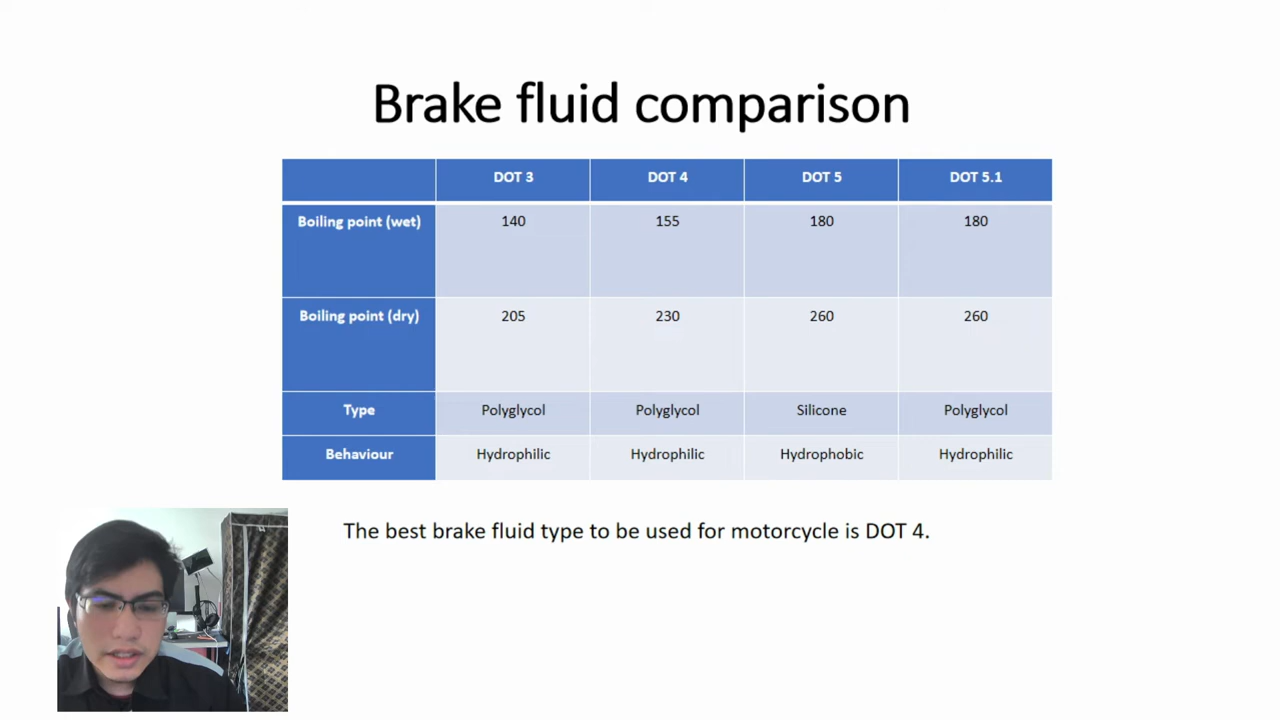 Brake fluid comparison
DOT 3 DOT 4 DOT 5 DOT 5.1
Boiling point (wet) 140 155 180 180
Boiling point (dry) 205 230 260 260
Type Polyglycol Polyglycol Silicone Polyglycol
Behaviour Hydrophilic Hydrophilic Hydrophobic Hydrophilic
The best brake fluid type to be used for motorcycle is DOT 4.